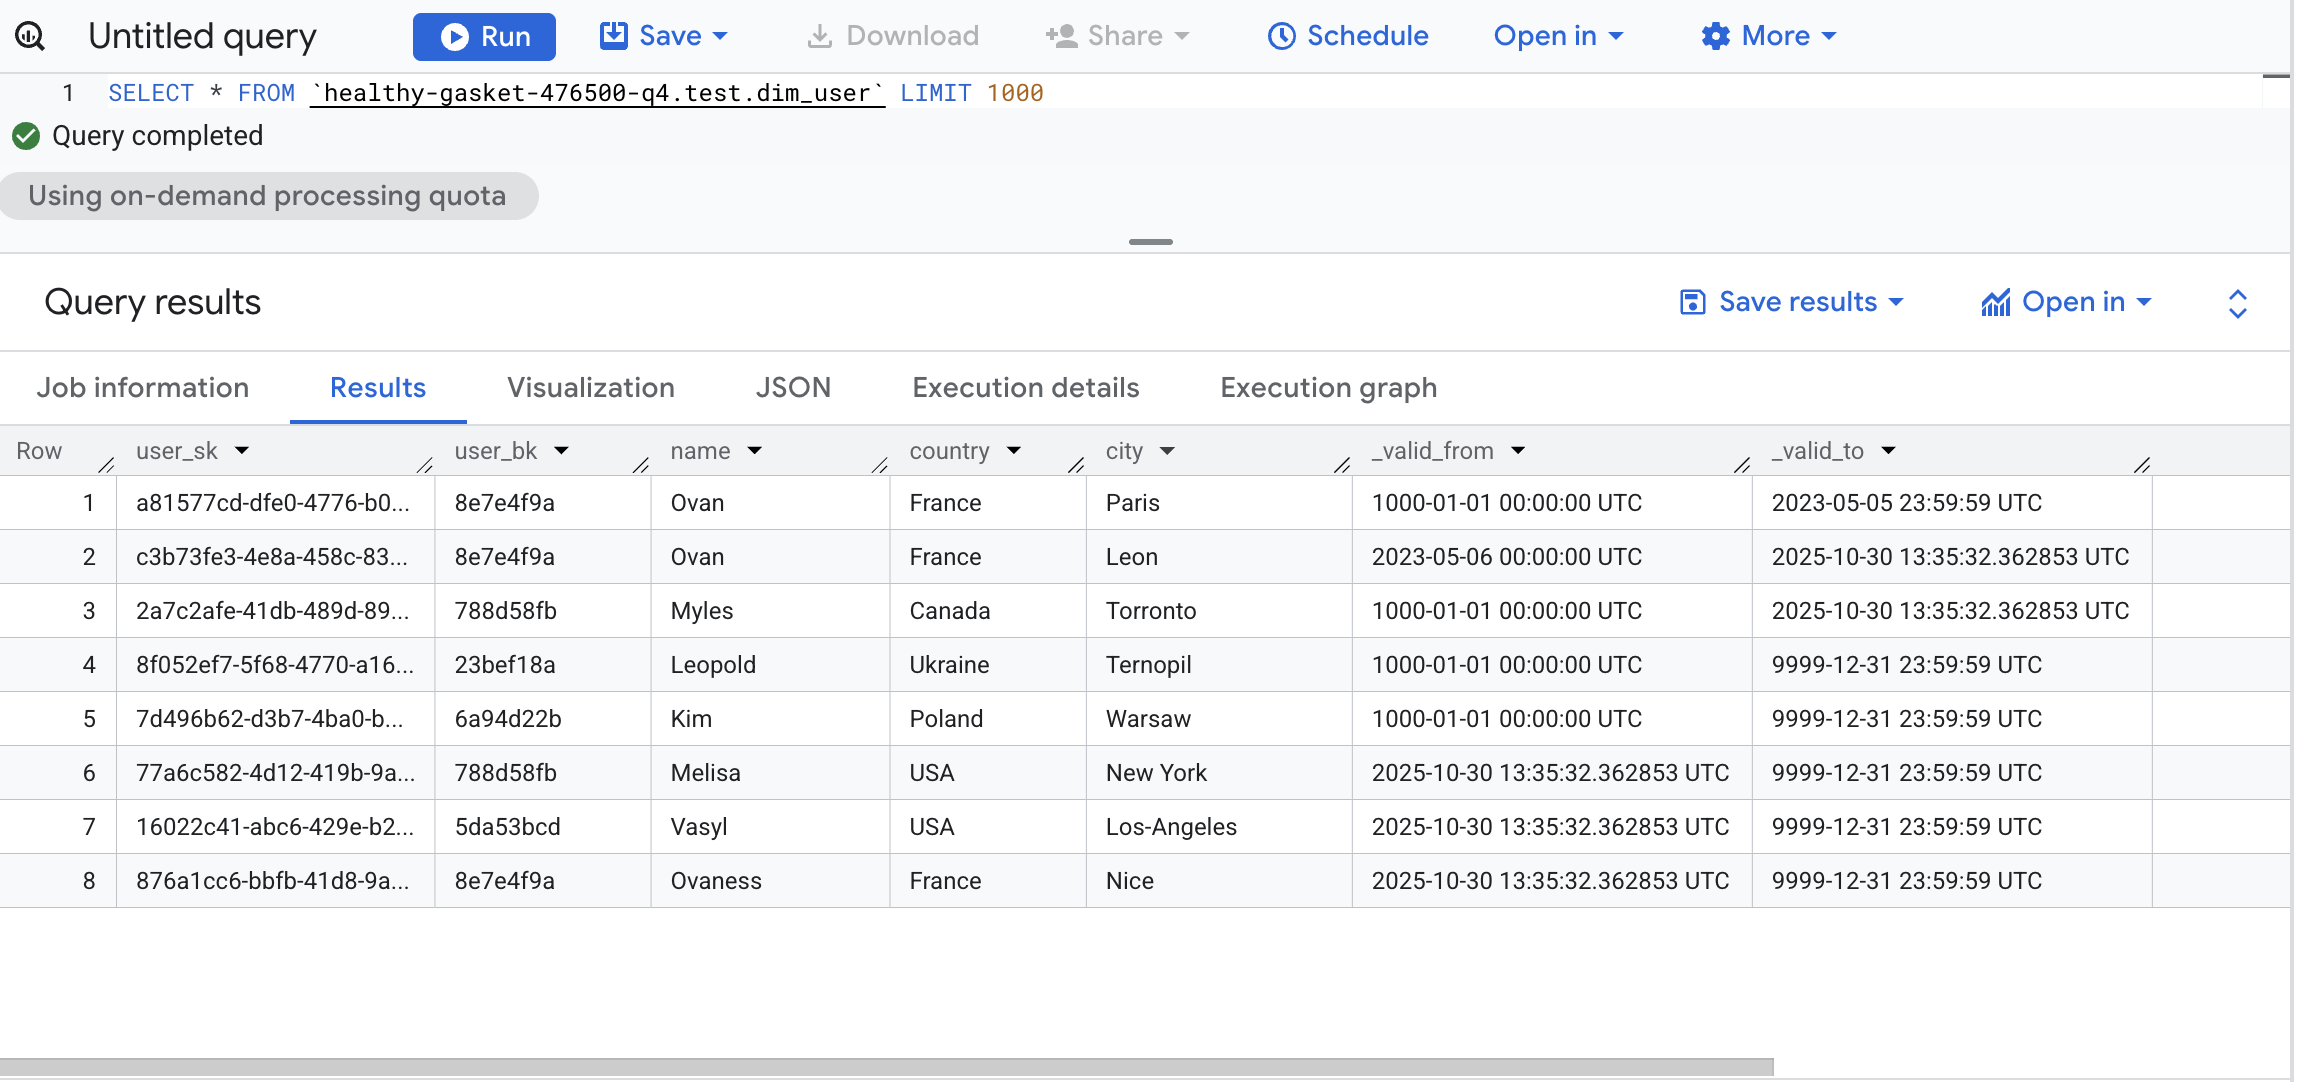 Untitled query Run Save Download Share Schedule Open in More
1 SELECT * FROM `healthy-gasket-476500-q4.test.dim_user` LIMIT 1000
Query completed
Using on-demand processing quota
Query results Save results Open in
Job information Results Visualization JSON Execution details Execution graph
Row user_sk user_bk name country city _valid_from _valid_to
1 a81577cd-dfe0-4776-b0... 8e7e4f9a Ovan France Paris 1000-01-01 00:00:00 UTC 2023-05-05 23:59:59 UTC
2 c3b73fe3-4e8a-458c-83... 8e7e4f9a Ovan France Leon 2023-05-06 00:00:00 UTC 2025-10-30 13:35:32.362853 UTC
3 2a7c2afe-41db-489d-89... 788d58fb Myles Canada Torronto 1000-01-01 00:00:00 UTC 2025-10-30 13:35:32.362853 UTC
4 8f052ef7-5f68-4770-a16... 23bef18a Leopold Ukraine Ternopil 1000-01-01 00:00:00 UTC 9999-12-31 23:59:59 UTC
5 7d496b62-d3b7-4ba0-b... 6a94d22b Kim Poland Warsaw 1000-01-01 00:00:00 UTC 9999-12-31 23:59:59 UTC
6 77a6c582-4d12-419b-9a... 788d58fb Melisa USA New York 2025-10-30 13:35:32.362853 UTC 9999-12-31 23:59:59 UTC
7 16022c41-abc6-429e-b2... 5da53bcd Vasyl USA Los-Angeles 2025-10-30 13:35:32.362853 UTC 9999-12-31 23:59:59 UTC
8 876a1cc6-bbfb-41d8-9a... 8e7e4f9a Ovaness France Nice 2025-10-30 13:35:32.362853 UTC 9999-12-31 23:59:59 UTC